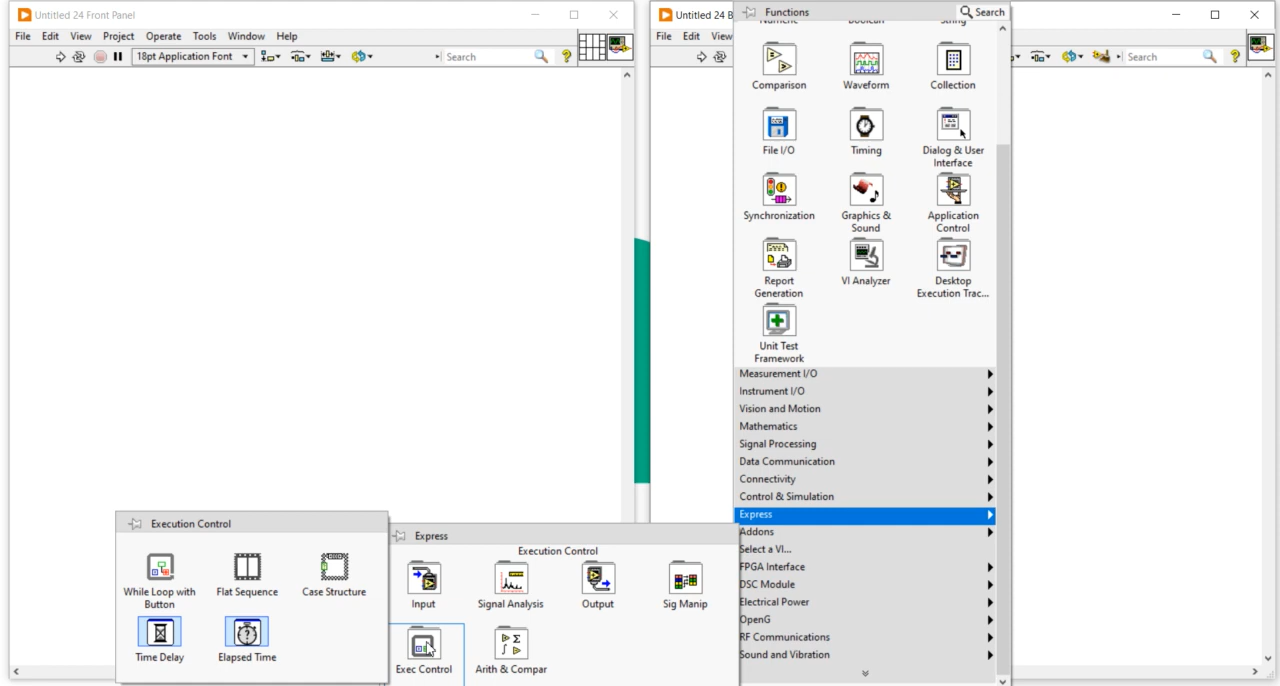 Untitled 24 Front Panel
File Edit View Project Operate Tools Window Help
18pt Application Font
Search
Untitled 24 B
File Edit View
Search
Functions
Search
Numeric Boolean String
Comparison Waveform Collection
File I/O Timing Dialog & User
Interface
Synchronization Graphics & Application
Sound Control
Report VI Analyzer Desktop
Generation Execution Trac...
Unit Test
Framework
Measurement I/O
Instrument I/O
Vision and Motion
Mathematics
Signal Processing
Data Communication
Connectivity
Control & Simulation
Express
Addons
Select a VI...
FPGA Interface
DSC Module
Electrical Power
OpenG
RF Communications
Sound and Vibration
Express
Execution Control
Input Signal Analysis Output Sig Manip
Exec Control Arith & Compar
Execution Control
While Loop with Flat Sequence Case Structure
Button
Time Delay Elapsed Time